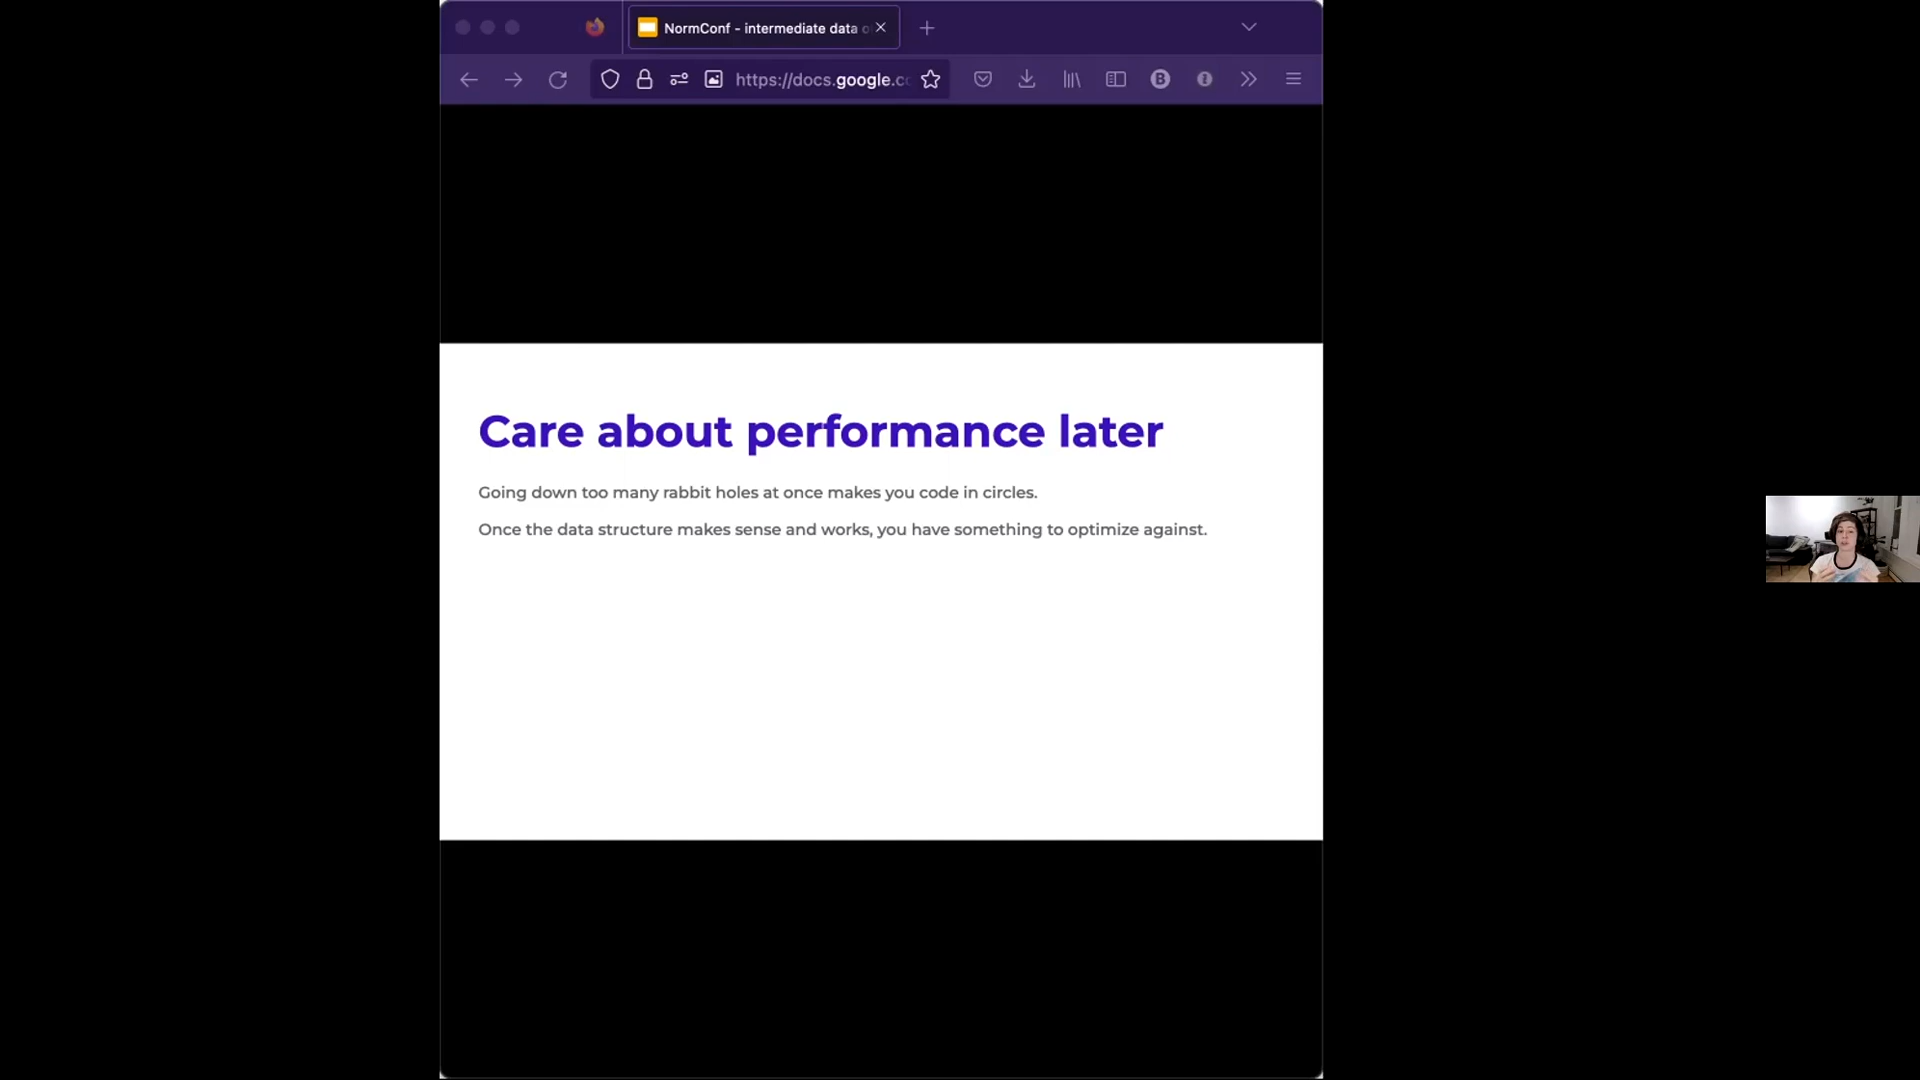 NormConf - intermediate data
https://docs.google.c
Care about performance later
Going down too many rabbit holes at once makes you code in circles.
Once the data structure makes sense and works, you have something to optimize against.